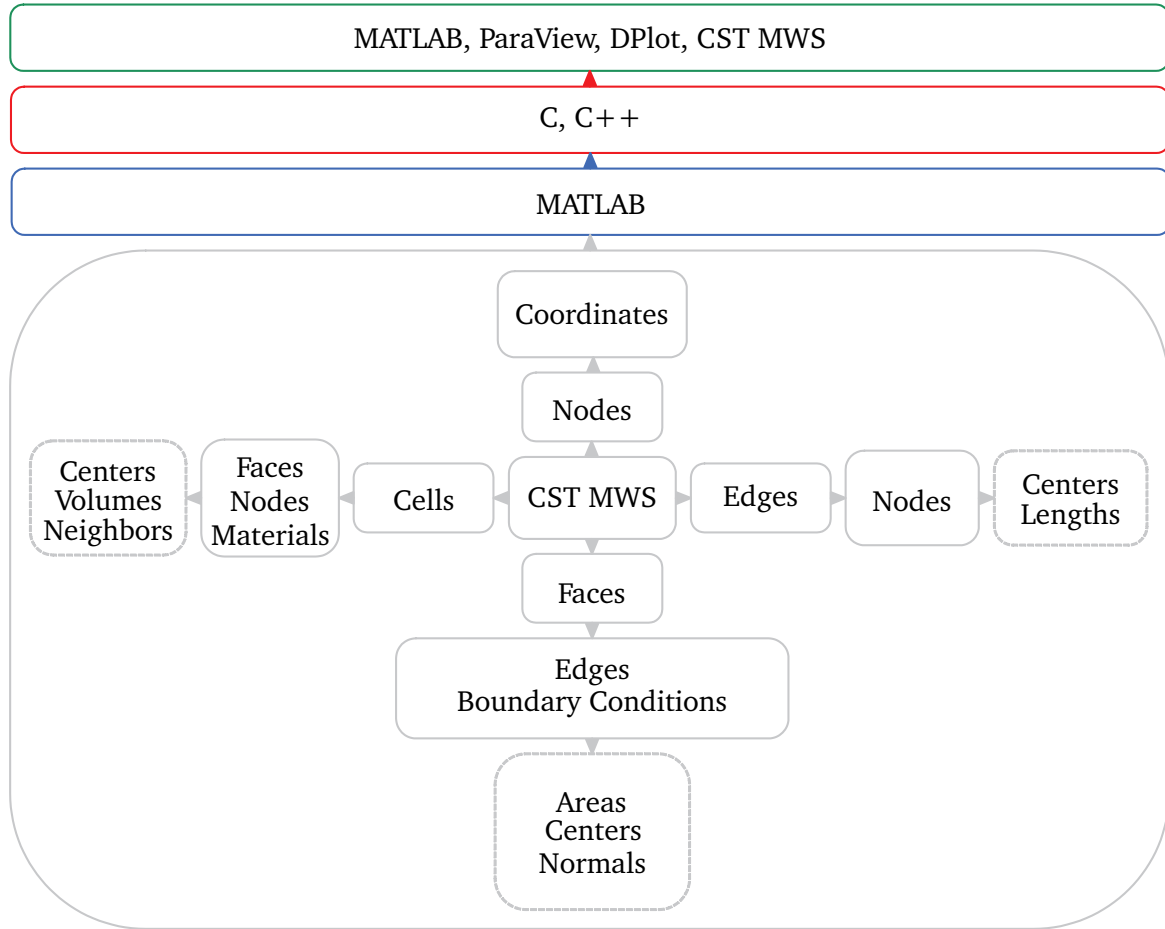 MATLAB, ParaView, DPlot, CST MWS
C, C++
MATLAB
Coordinates
Nodes
Centers
Volumes
Neighbors
Faces
Nodes
Materials
Cells
CST MWS
Edges
Nodes
Centers
Lengths
Faces
Edges
Boundary Conditions
Areas
Centers
Normals